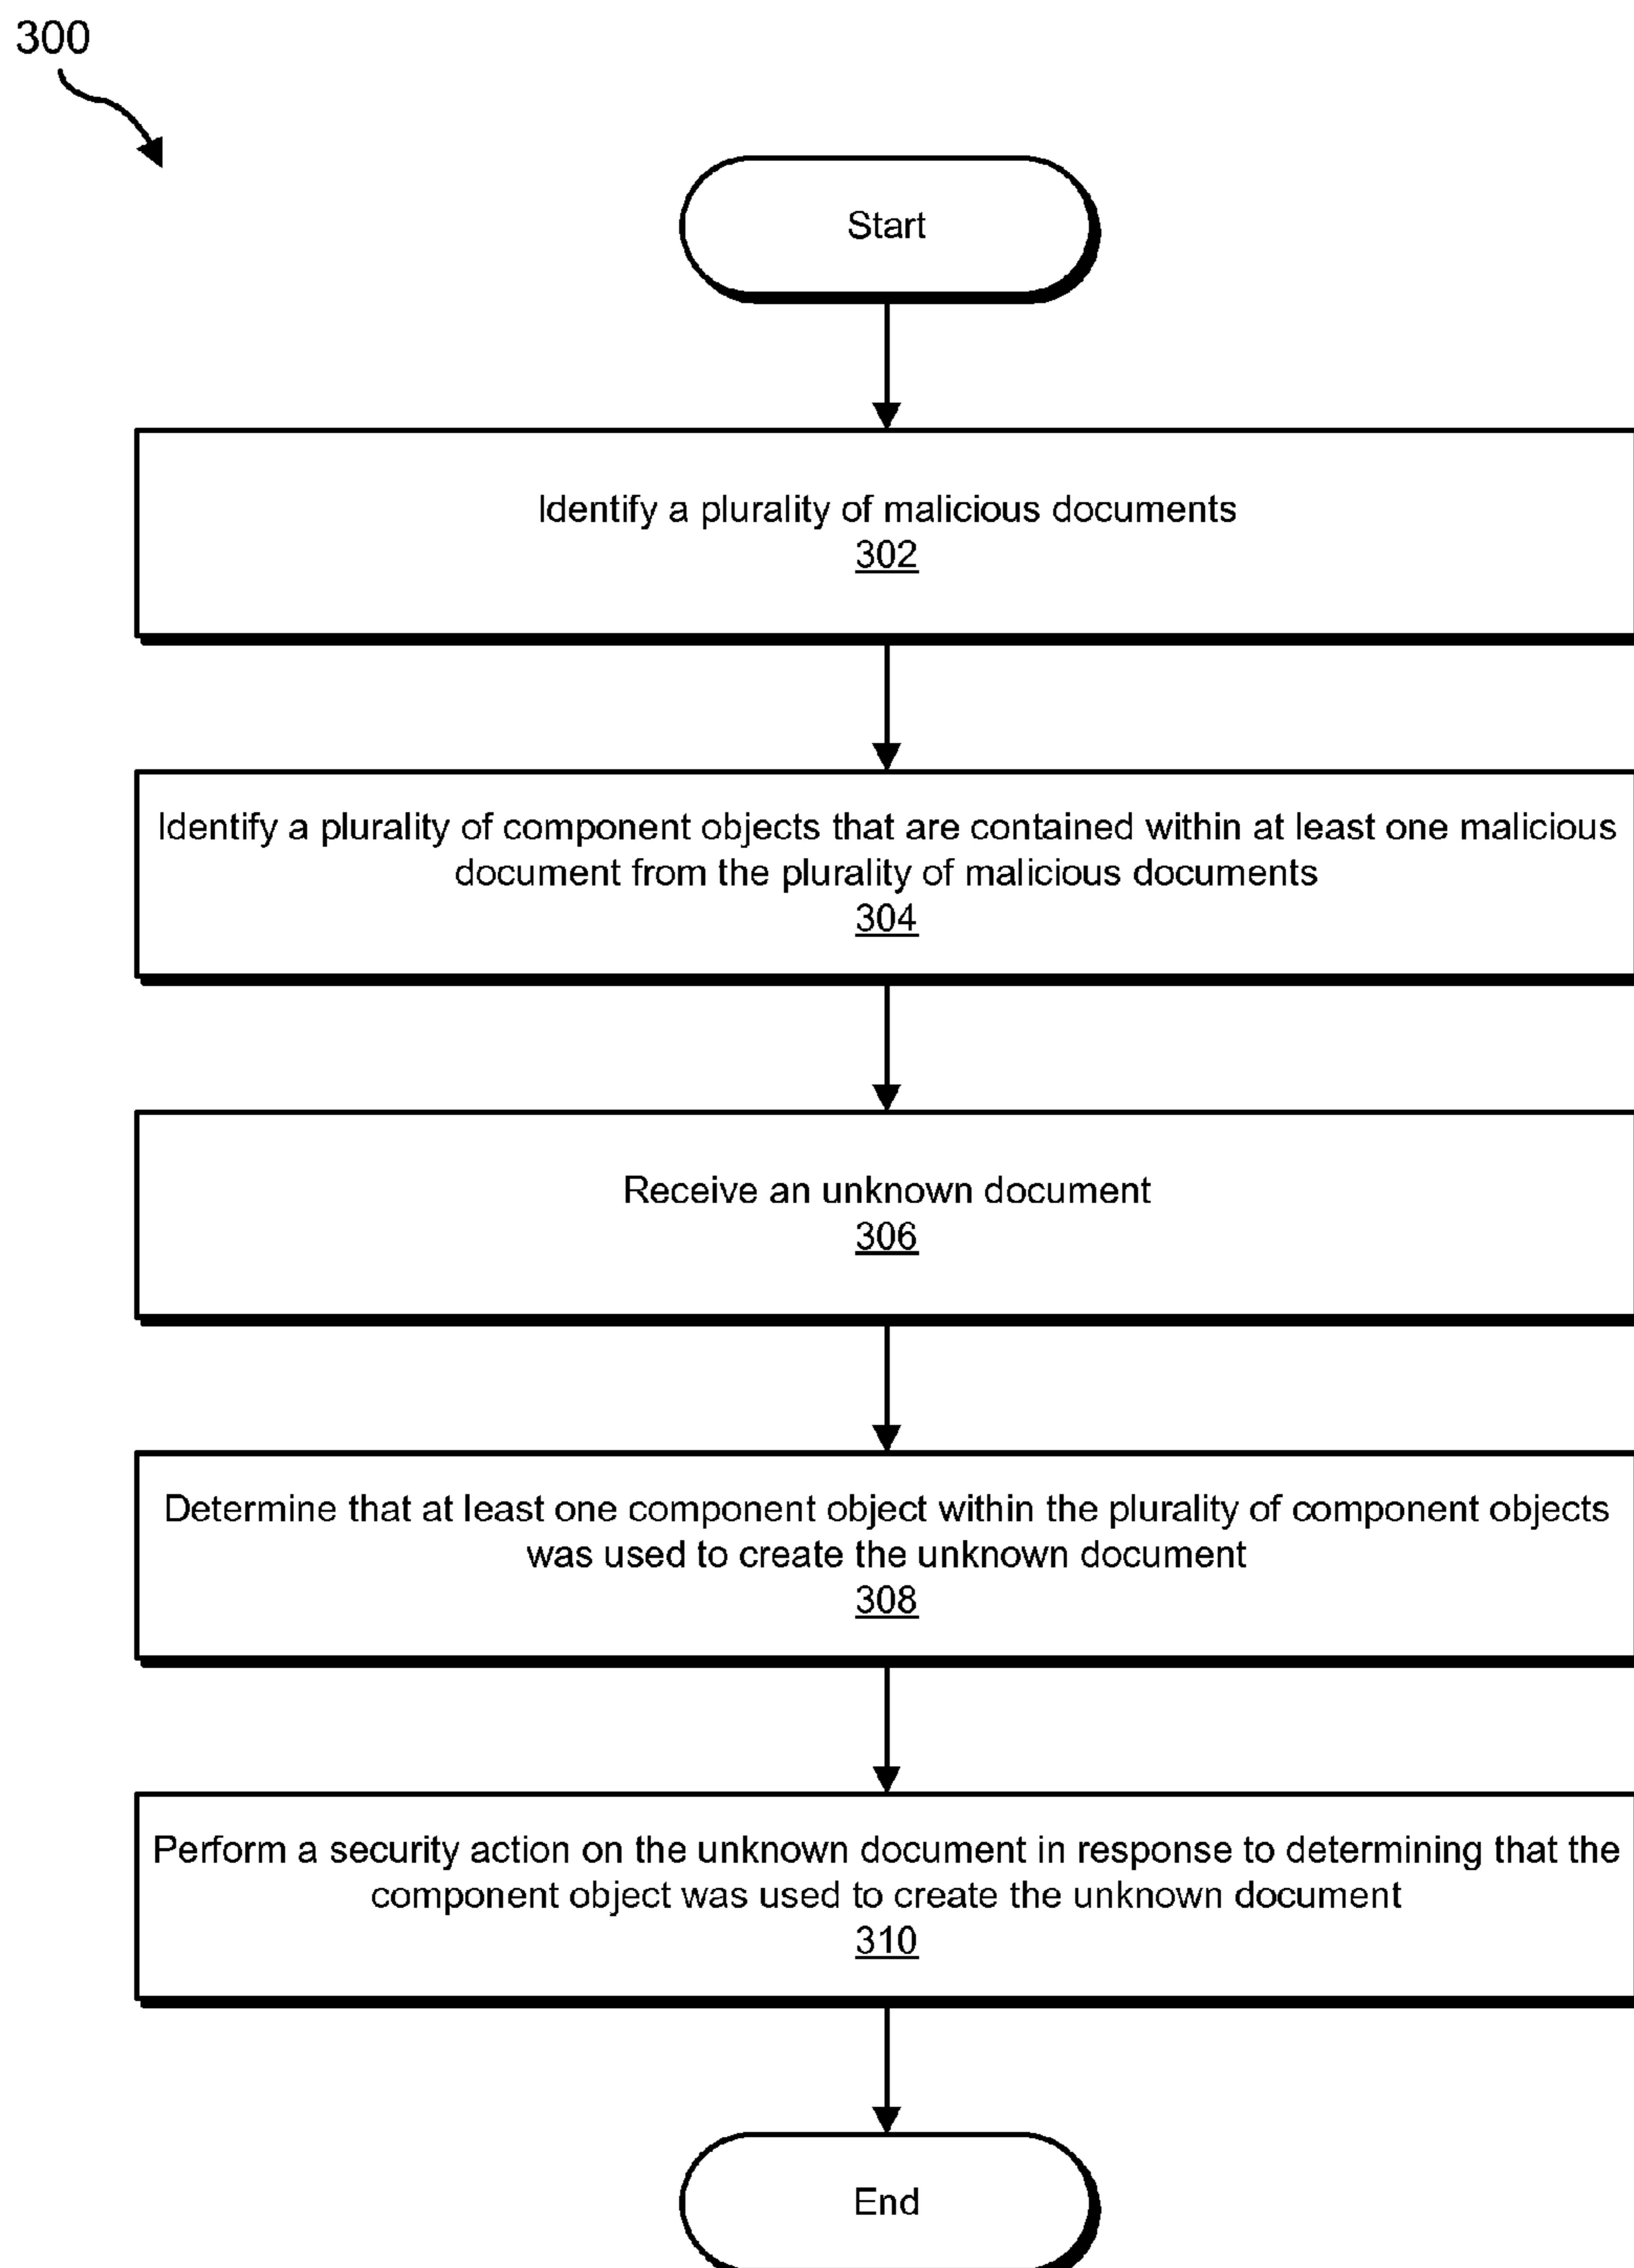 300
Start
Identify a plurality of malicious documents
302
Identify a plurality of component objects that are contained within at least one malicious
document from the plurality of malicious documents
304
Receive an unknown document
306
Determine that at least one component object within the plurality of component objects
was used to create the unknown document
308
Perform a security action on the unknown document in response to determining that the
component object was used to create the unknown document
310
End